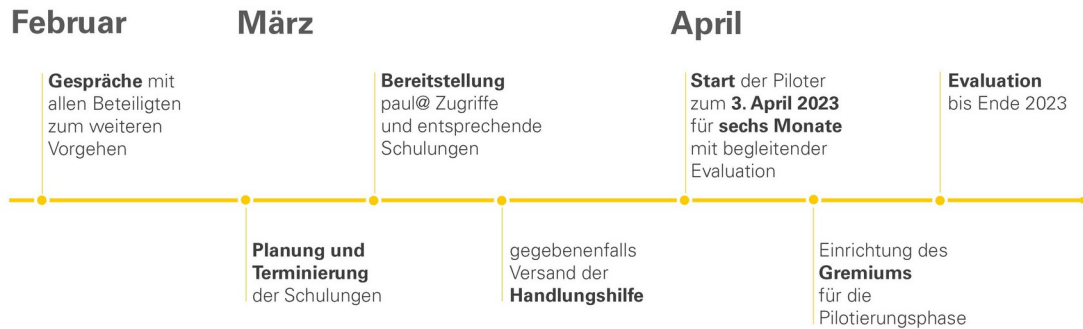 Februar
März
April
Gespräche mit
allen Beteiligten
zum weiteren
Vorgehen
Planung und
Terminierung
der Schulungen
Bereitstellung
paul@ Zugriffe
und entsprechende
Schulungen
gegebenenfalls
Versand der
Handlungshilfe
Start der Piloter
zum 3. April 2023
für sechs Monate
mit begleitender
Evaluation
Einrichtung des
Gremiums
für die
Pilotierungsphase
Evaluation
bis Ende 2023